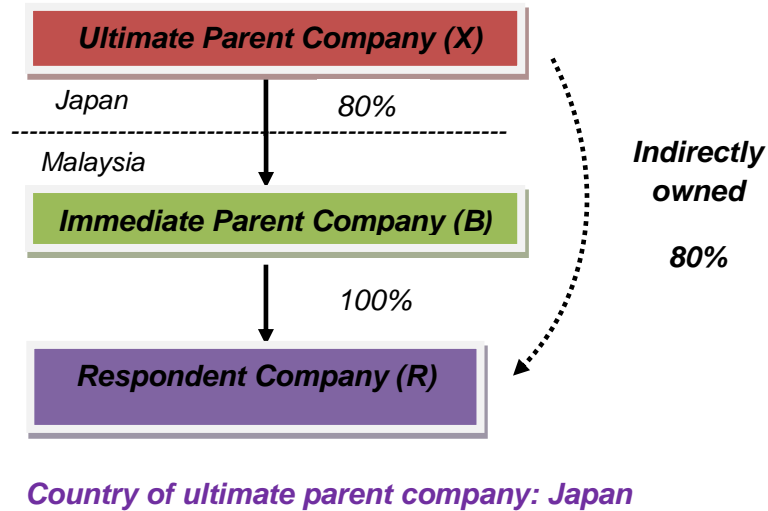 Ultimate Parent Company (X)
Japan
80%
Malaysia
Indirectly
owned
80%
Immediate Parent Company (B)
100%
Respondent Company (R)
Country of ultimate parent company: Japan